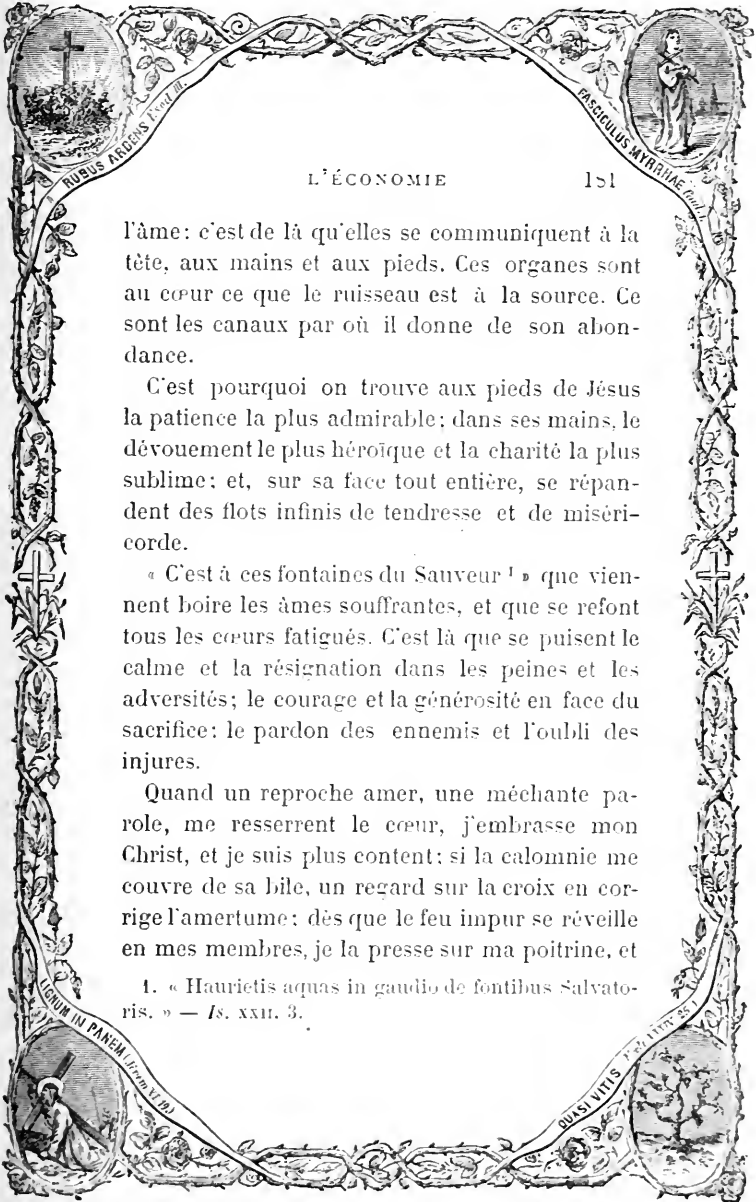 RUBUS ARDENS Exod III.
FASCICULUS MYRRHAE
L'ÉCONOMIE 151
l'âme: c'est de là qu'elles se communiquent à la
tête, aux mains et aux pieds. Ces organes sont
au cœur ce que le ruisseau est à la source. Ce
sont les canaux par où il donne de son abon-
dance.
C'est pourquoi on trouve aux pieds de Jésus
la patience la plus admirable; dans ses mains, le
dévouement le plus héroïque et la charité la plus
sublime; et, sur sa face tout entière, se répan-
dent des flots infinis de tendresse et de miséri-
corde.
« C'est à ces fontaines du Sauveur 1 » que vien-
nent boire les âmes souffrantes, et que se refont
tous les cœurs fatigués. C'est là que se puisent le
calme et la résignation dans les peines et les
adversités; le courage et la générosité en face du
sacrifice; le pardon des ennemis et l'oubli des
injures.
Quand un reproche amer, une méchante pa-
role, me resserrent le cœur, j'embrasse mon
Christ, et je suis plus content; si la calomnie me
couvre de sa bile, un regard sur la croix en cor-
rige l'amertume; dès que le feu impur se réveille
en mes membres, je la presse sur ma poitrine, et
1. « Haurietis aquas in gaudio de fontibus Salvato-
ris. » — Is. XXII. 3.
LIGNUM IN PANEM (Jerem VI 19.)
QUASI VITIS